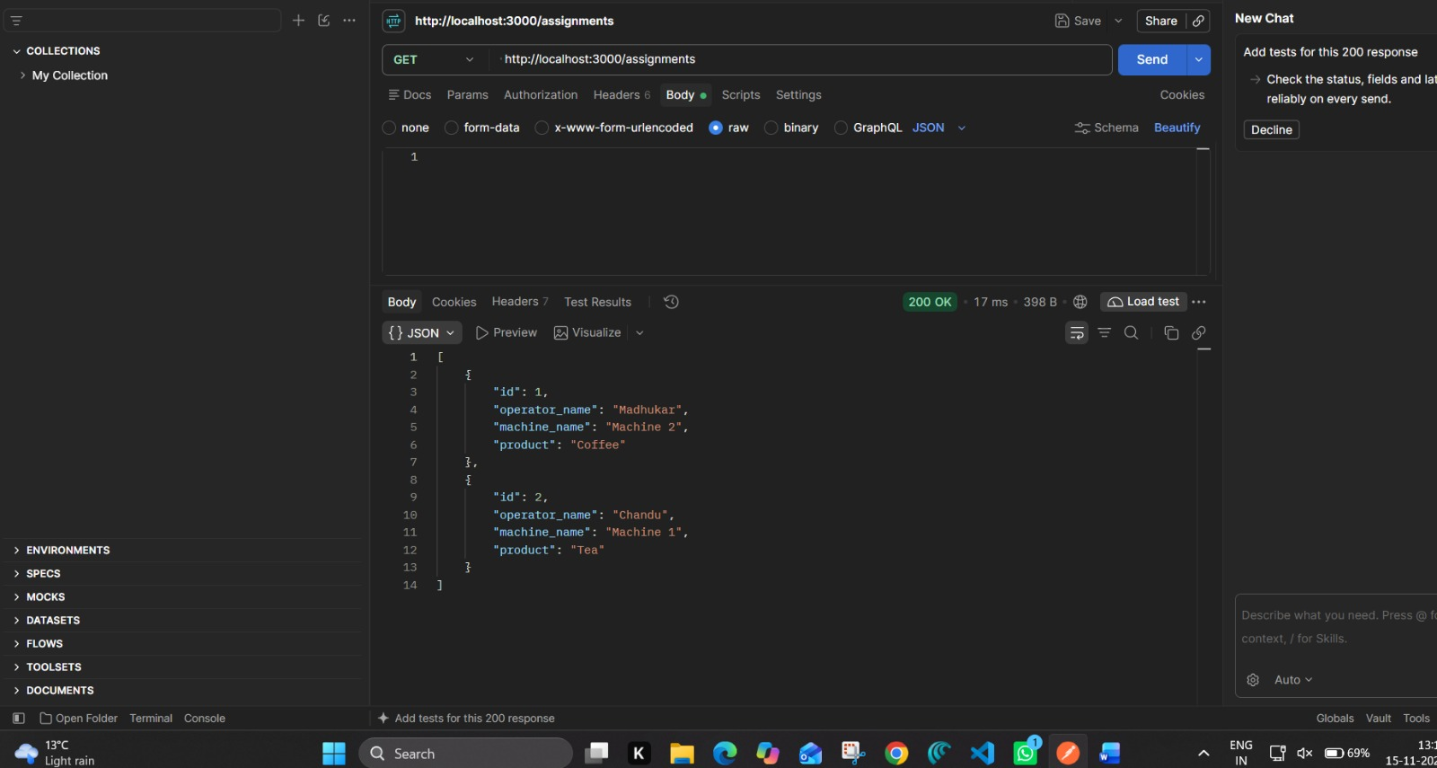 http://localhost:3000/assignments
Save
Share
New Chat
COLLECTIONS
My Collection
GET
http://localhost:3000/assignments
Send
Add tests for this 200 response
Check the status, fields and
reliably on every send.
Decline
Docs Params Authorization Headers 6 Body Scripts Settings Cookies
none form-data x-www-form-urlencoded raw binary GraphQL JSON Schema Beautify
1
Body Cookies Headers 7 Test Results 200 OK 17 ms 398 B Load test
{} JSON Preview Visualize
1 [
2 {
3 "id": 1,
4 "operator_name": "Madhukar",
5 "machine_name": "Machine 2",
6 "product": "Coffee"
7 },
8 {
9 "id": 2,
10 "operator_name": "Chandu",
11 "machine_name": "Machine 1",
12 "product": "Tea"
13 }
14 ]
ENVIRONMENTS
SPECS
MOCKS
DATASETS
FLOWS
TOOLSETS
DOCUMENTS
Describe what you need. Press @
context, / for Skills.
Auto
Open Folder Terminal Console
Add tests for this 200 response
Globals Vault Tools
13°C
Light rain
Search
K
1
ENG
IN
69%